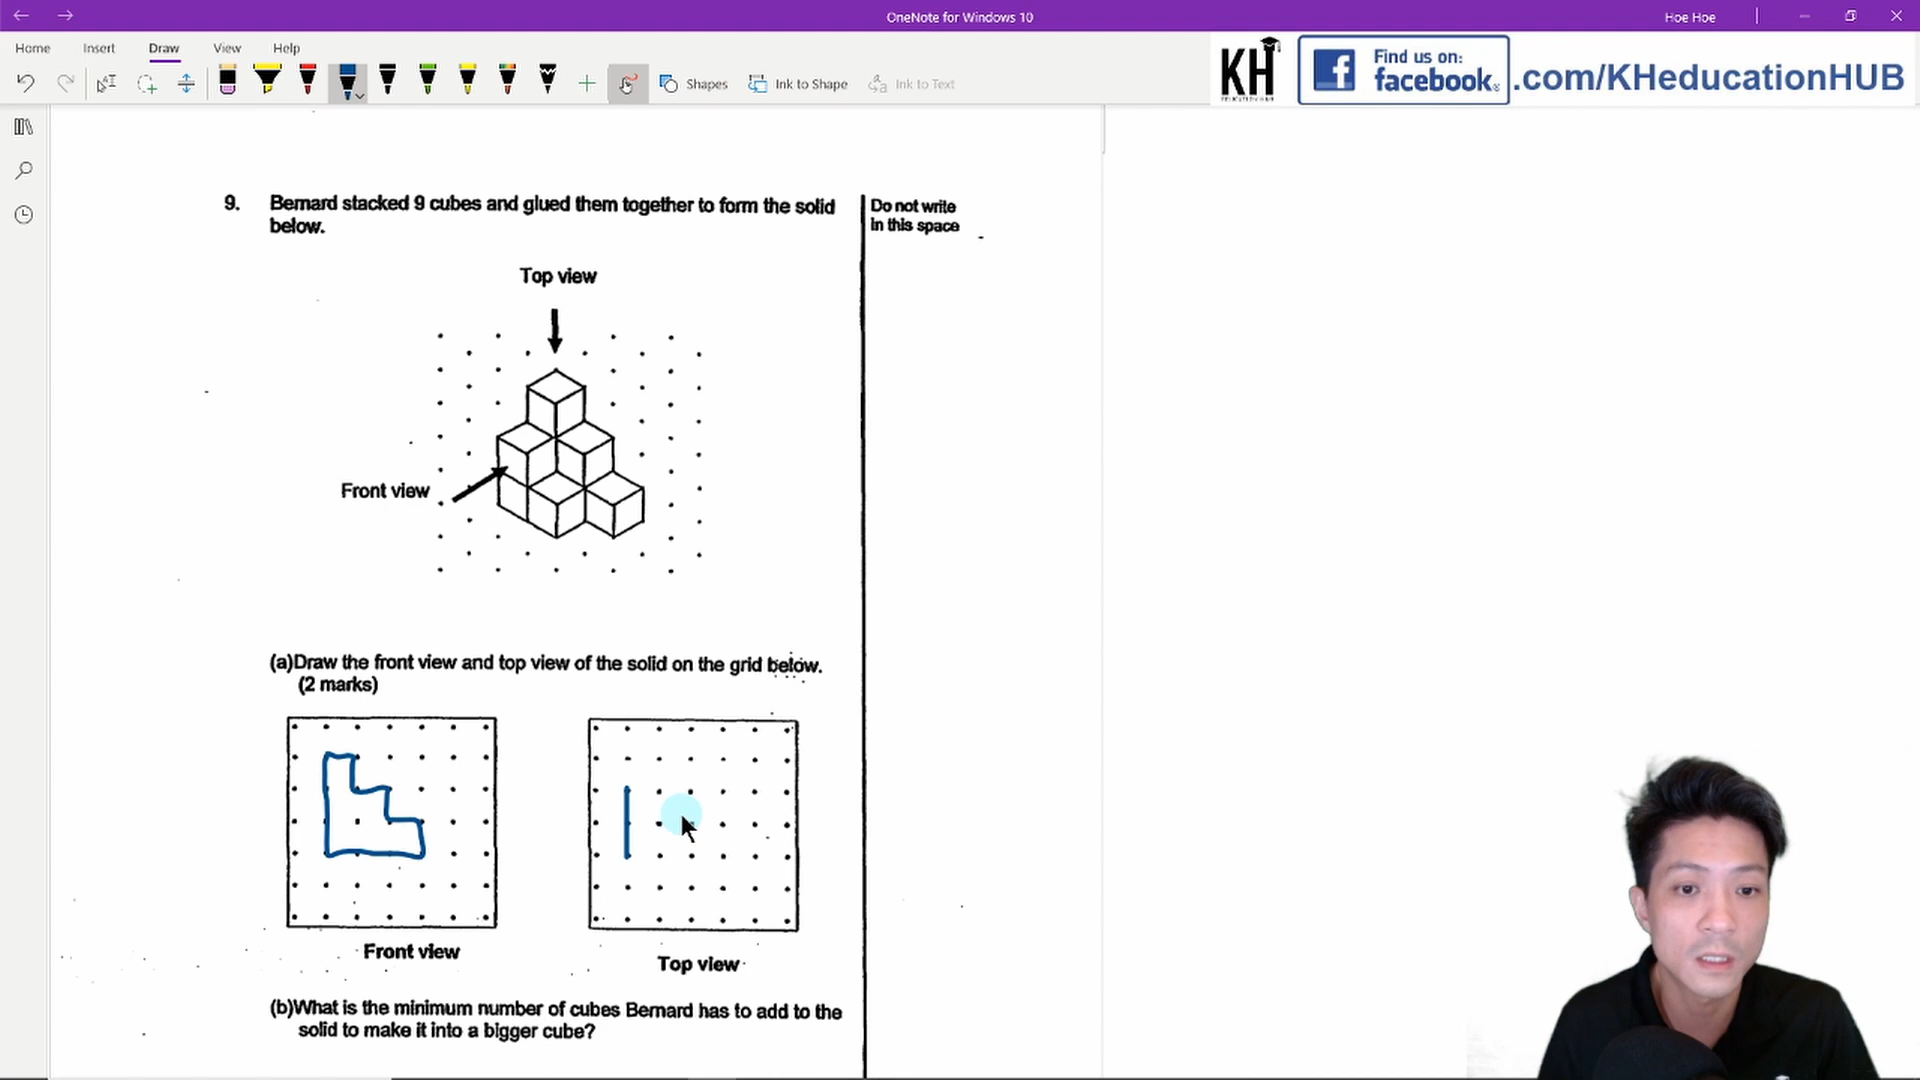 OneNote for Windows 10
Hoe Hoe
Home Insert Draw View Help
Shapes
Ink to Shape
Ink to Text
KH
EDUCATION HUB
Find us on:
facebook.
.com/KHeducationHUB
9. Bernard stacked 9 cubes and glued them together to form the solid
below.
Do not write
in this space
Top view
Front view
(a)Draw the front view and top view of the solid on the grid below.
(2 marks)
Front view
Top view
(b)What is the minimum number of cubes Bernard has to add to the
solid to make it into a bigger cube?